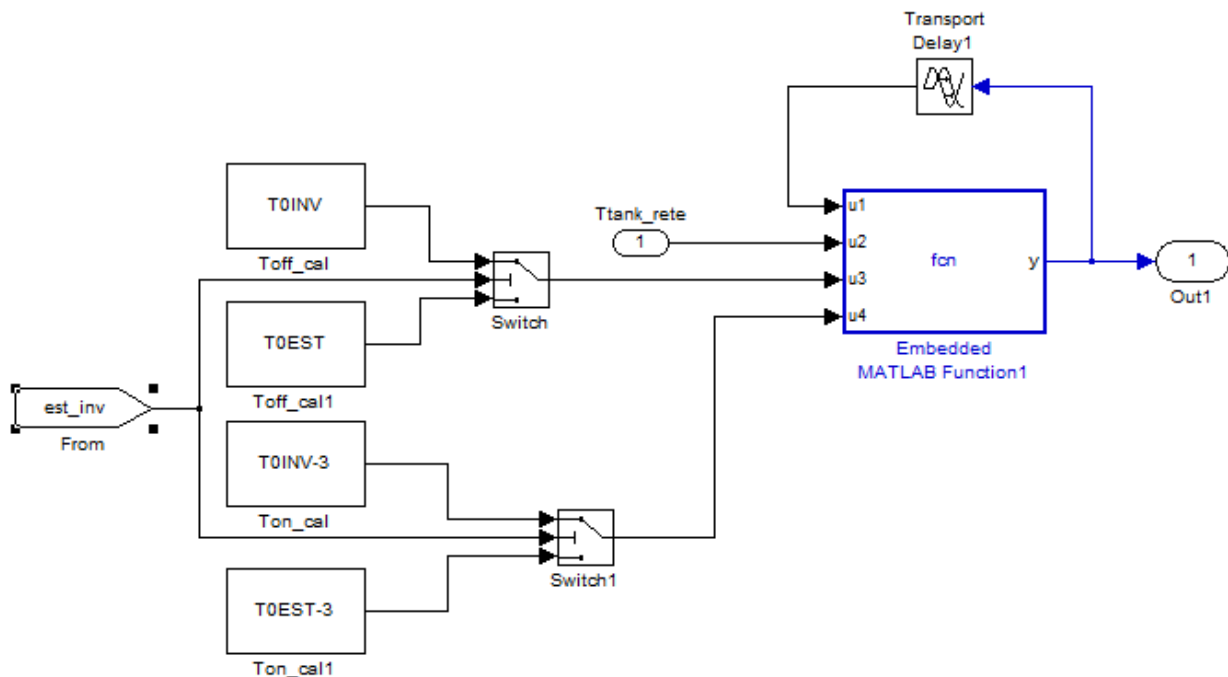 Transport
Delay1
T0INV
Toff_cal
Ttank_rete
1
u1
u2
u3
u4
fcn
y
1
Out1
Switch
T0EST
Toff_cal1
Embedded
MATLAB Function1
est_inv
From
T0INV-3
Ton_cal
Switch1
T0EST-3
Ton_cal1